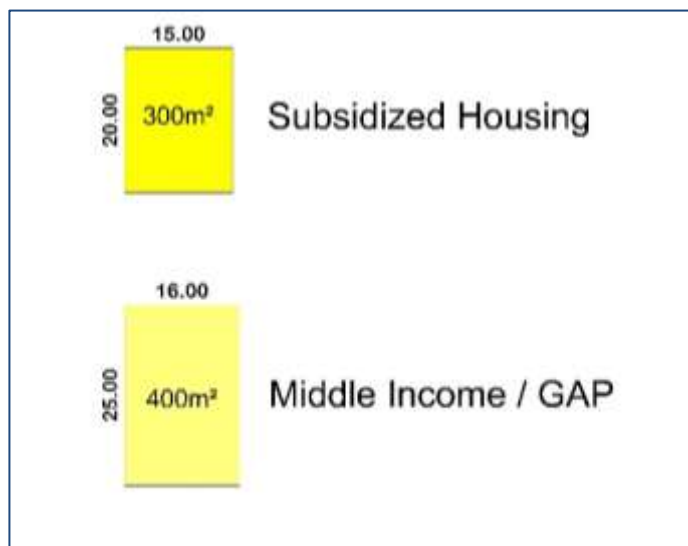 15.00
20.00
300m²
Subsidized Housing
16.00
25.00
400m²
Middle Income / GAP